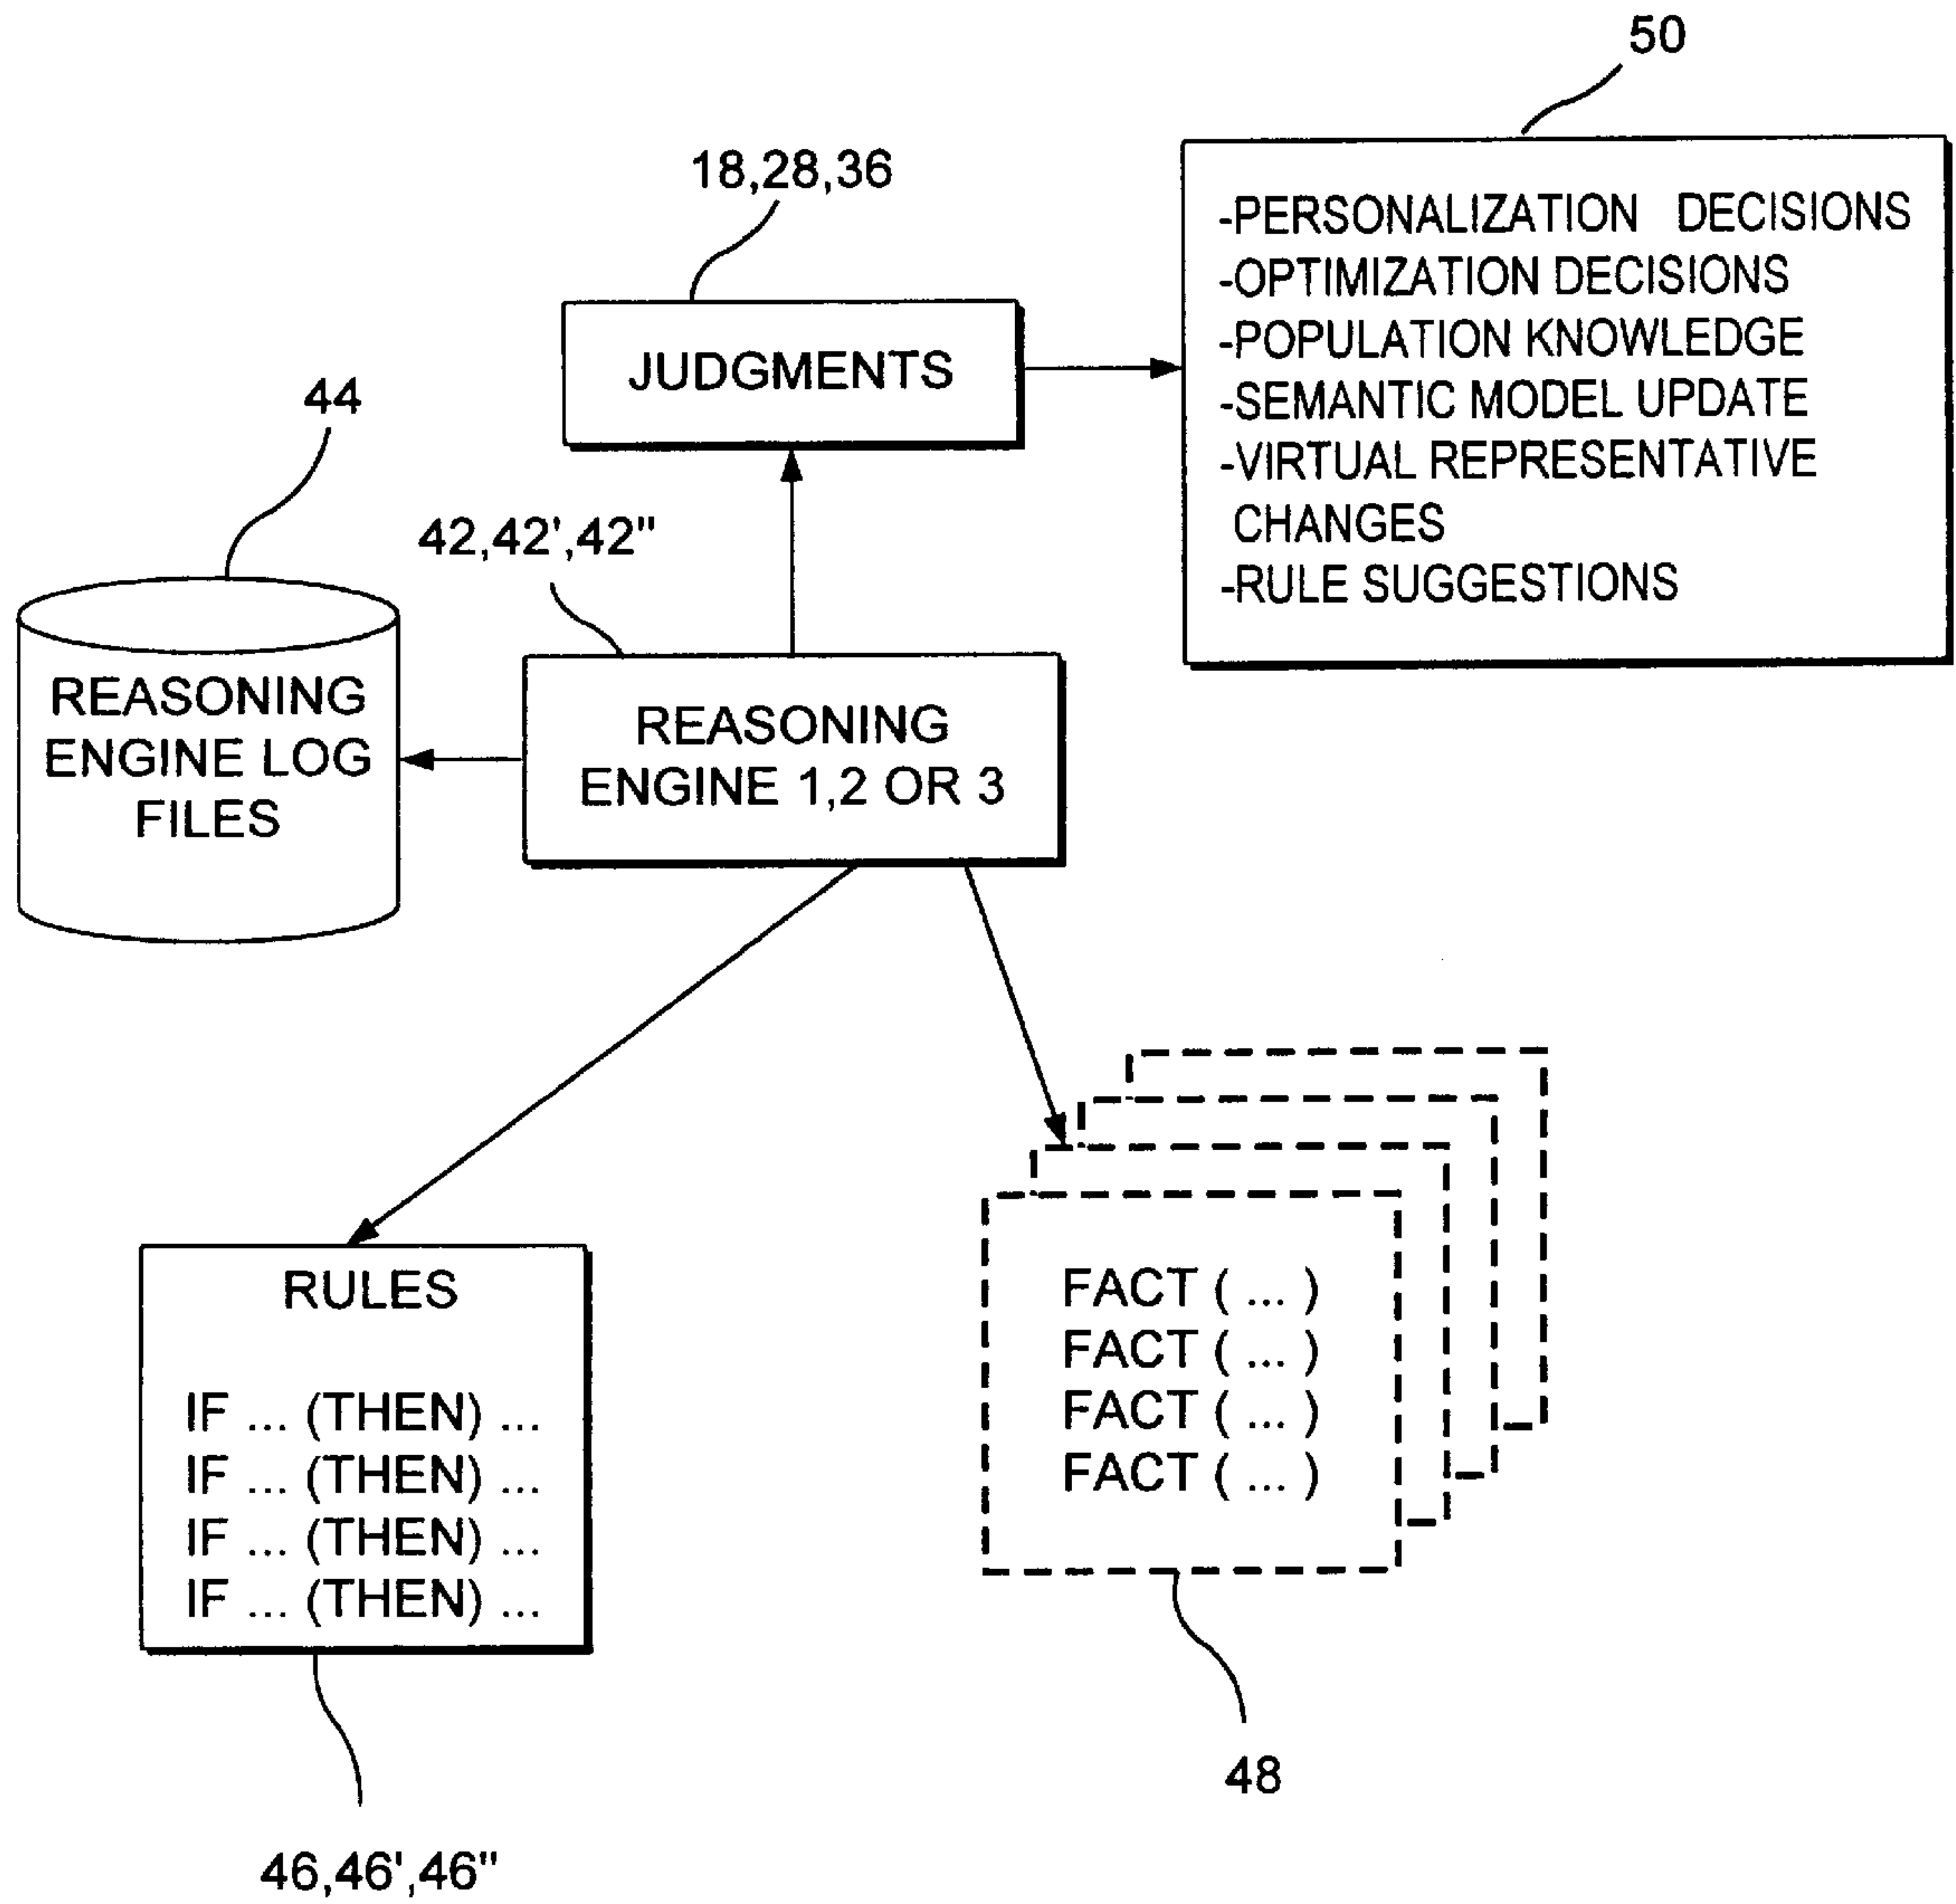 50
18,28,36
-PERSONALIZATION DECISIONS
-OPTIMIZATION DECISIONS
-POPULATION KNOWLEDGE
-SEMANTIC MODEL UPDATE
-VIRTUAL REPRESENTATIVE
CHANGES
-RULE SUGGESTIONS
JUDGMENTS
44
42,42',42"
REASONING
ENGINE LOG
FILES
REASONING
ENGINE 1,2 OR 3
RULES
IF ... (THEN) ...
IF ... (THEN) ...
IF ... (THEN) ...
IF ... (THEN) ...
FACT ( ... )
FACT ( ... )
FACT ( ... )
FACT ( ... )
48
46,46',46"